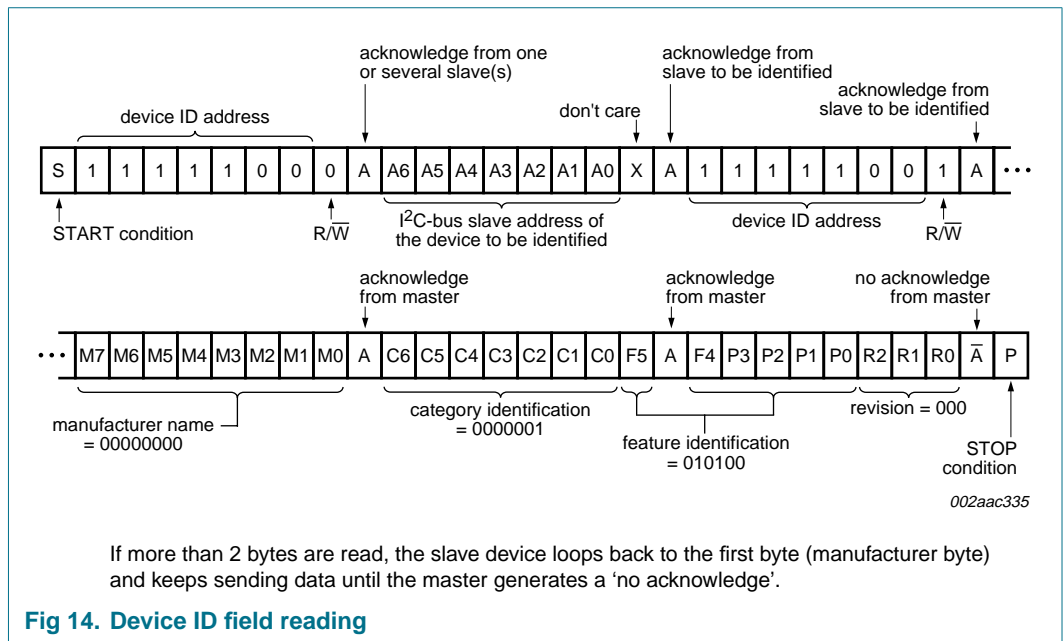 acknowledge from one
or several slave(s)
acknowledge from
slave to be identified
acknowledge from
slave to be identified
device ID address
don't care
S 1 1 1 1 1 0 0 0 A A6 A5 A4 A3 A2 A1 A0 X A 1 1 1 1 1 0 0 1 A ...
START condition
R/W̅
I²C-bus slave address of
the device to be identified
device ID address
R/W̅
acknowledge
from master
acknowledge
from master
no acknowledge
from master
... M7 M6 M5 M4 M3 M2 M1 M0 A C6 C5 C4 C3 C2 C1 C0 F5 A F4 P3 P2 P1 P0 R2 R1 R0 A̅ P
manufacturer name
= 00000000
category identification
= 0000001
feature identification
= 010100
revision = 000
STOP
condition
002aac335
If more than 2 bytes are read, the slave device loops back to the first byte (manufacturer byte)
and keeps sending data until the master generates a ‘no acknowledge’.
Fig 14. Device ID field reading